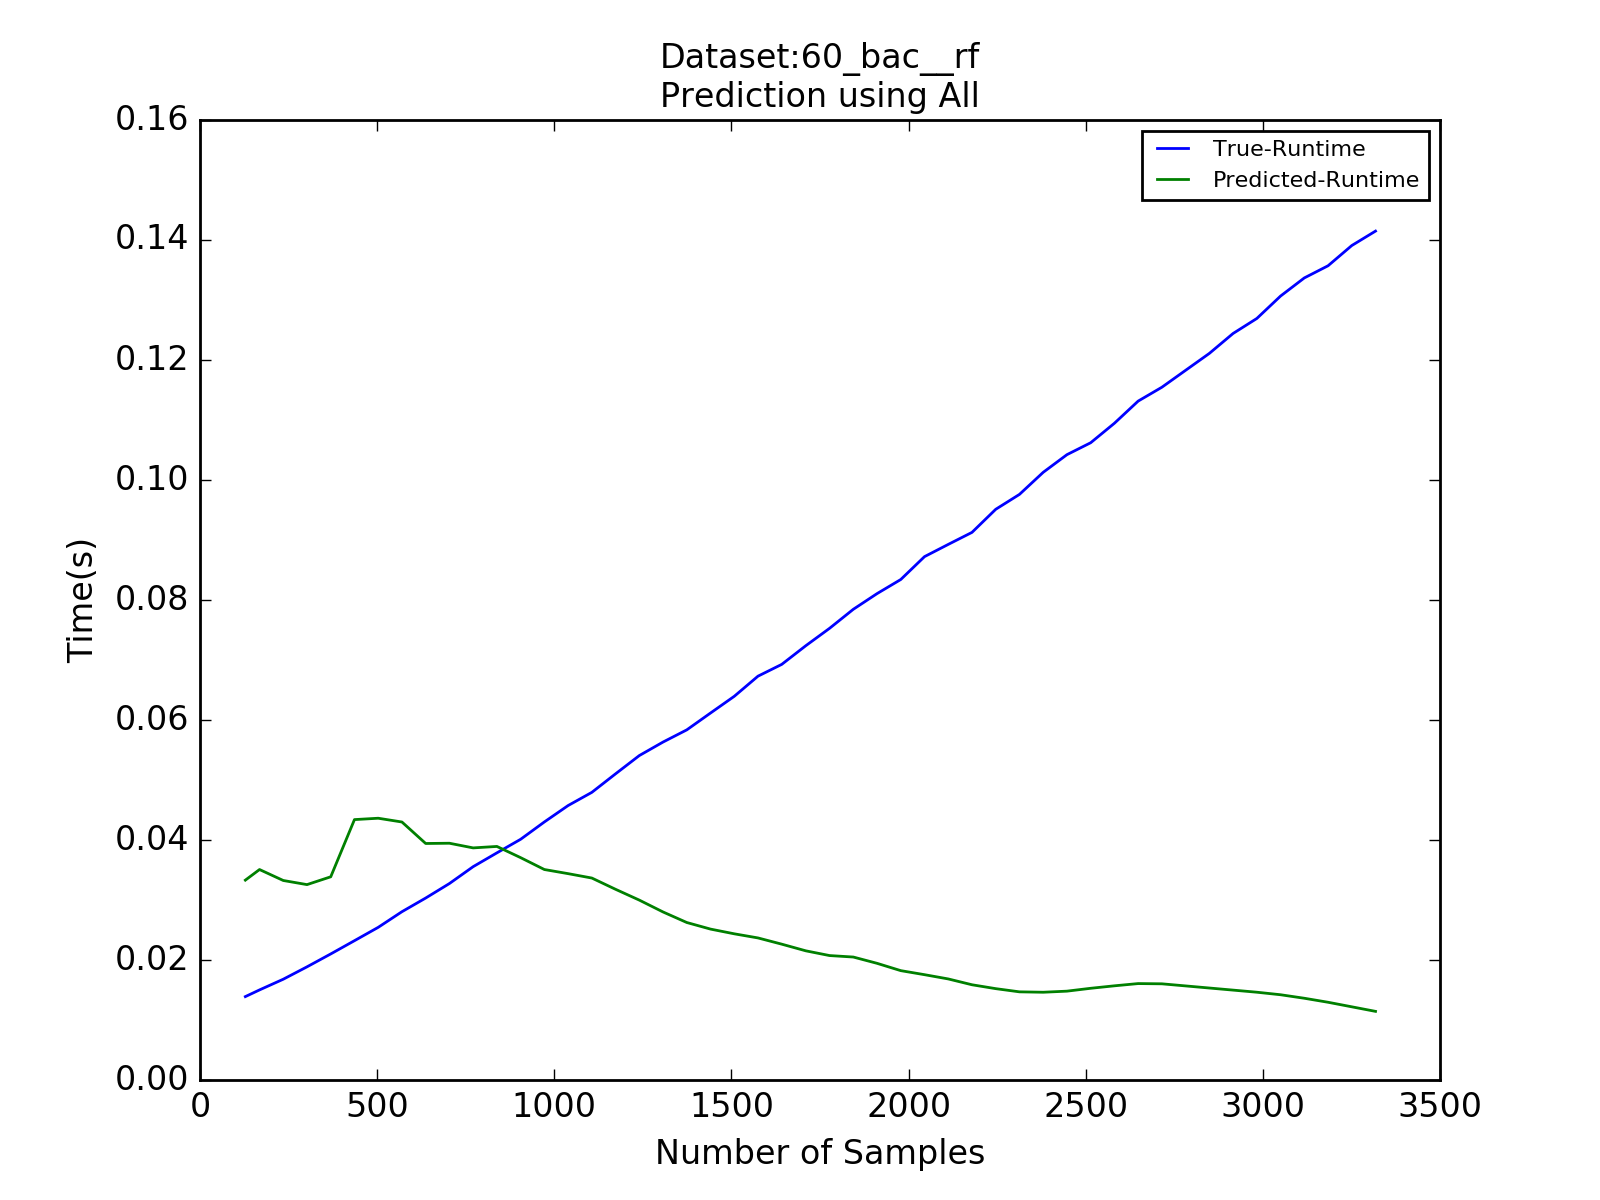 Dataset:60_bac__rf
Prediction using All
0.16
0.14
0.12
0.10
0.08
0.06
0.04
0.02
0.00
Time(s)
True-Runtime
Predicted-Runtime
0 500 1000 1500 2000 2500 3000 3500
Number of Samples